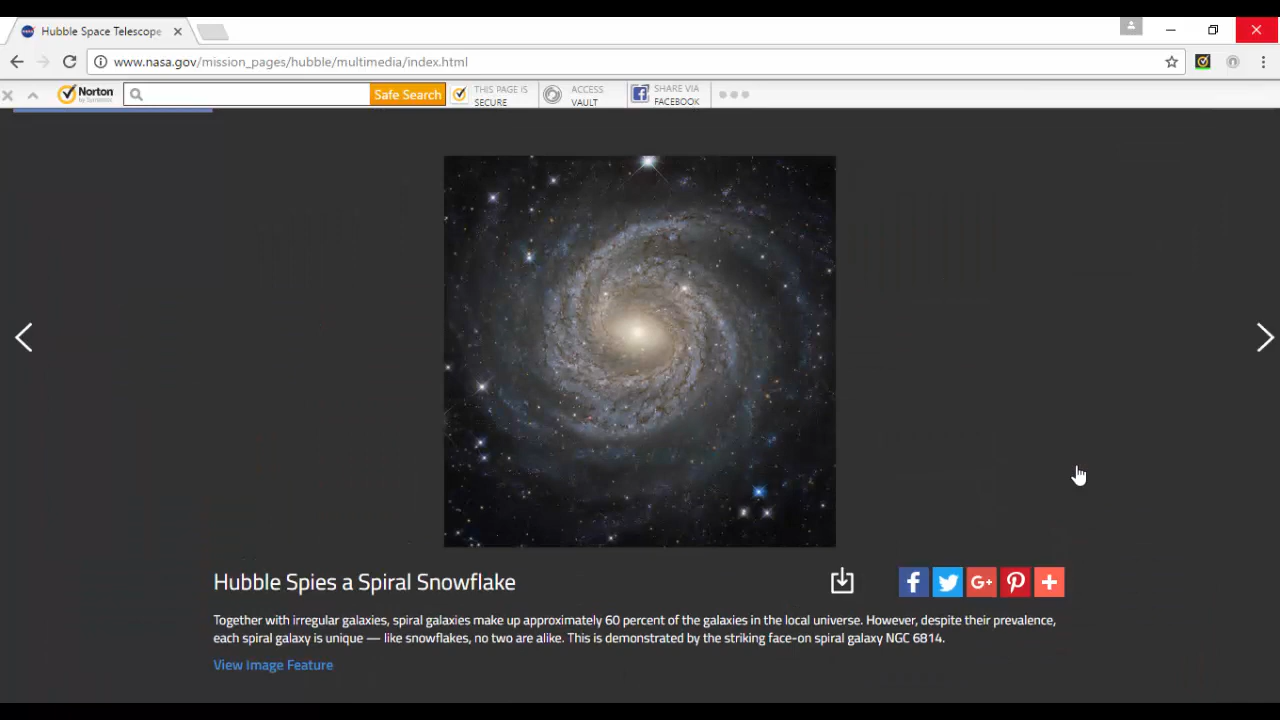 Hubble Space Telescope
www.nasa.gov/mission_pages/hubble/multimedia/index.html
Norton
by Symantec
Safe Search
THIS PAGE IS
SECURE
ACCESS
VAULT
SHARE VIA
FACEBOOK
Hubble Spies a Spiral Snowflake
Together with irregular galaxies, spiral galaxies make up approximately 60 percent of the galaxies in the local universe. However, despite their prevalence,
each spiral galaxy is unique — like snowflakes, no two are alike. This is demonstrated by the striking face-on spiral galaxy NGC 6814.
View Image Feature